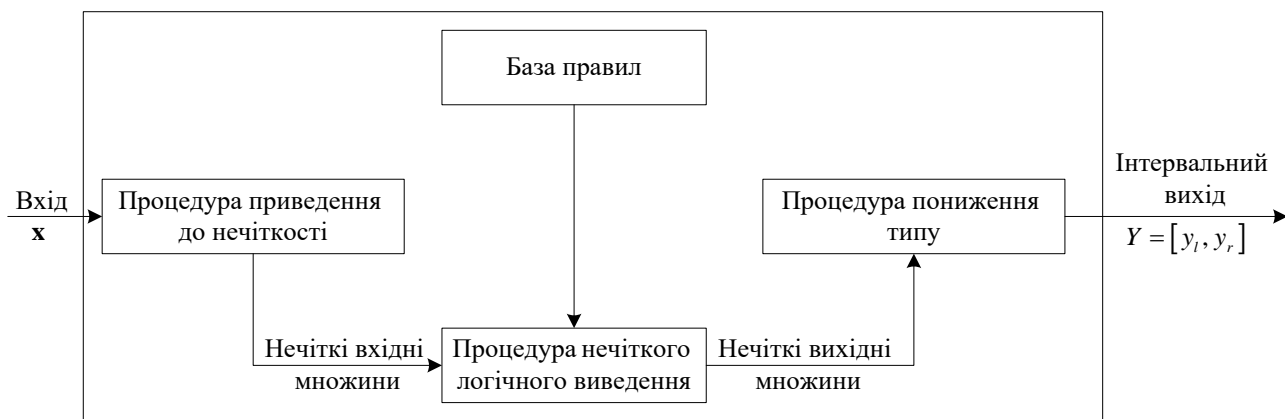 База правил
Вхід
x
Процедура приведення
до нечіткості
Процедура пониження
типу
Інтервальний
вихід
Y = [y_l, y_r]
Нечіткі вхідні
множини
Процедура нечіткого
логічного виведення
Нечіткі вихідні
множини